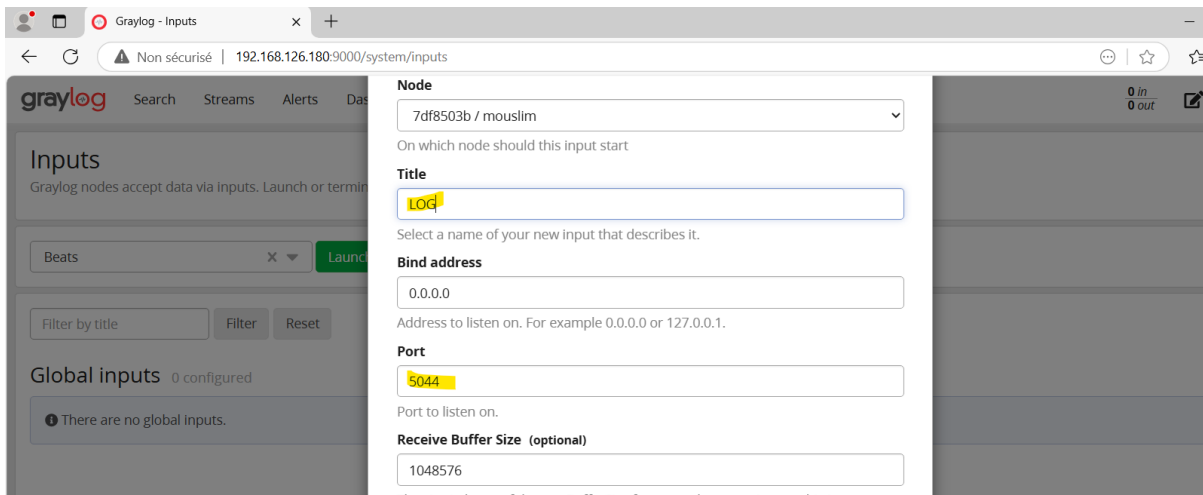 Graylog - Inputs
Non sécurisé | 192.168.126.180:9000/system/inputs
graylog Search Streams Alerts Das
0 in
0 out
Inputs
Graylog nodes accept data via inputs. Launch or termin
Beats
Launc
Filter by title Filter Reset
Global inputs 0 configured
There are no global inputs.
Node
7df8503b / mouslim
On which node should this input start
Title
LOG
Select a name of your new input that describes it.
Bind address
0.0.0.0
Address to listen on. For example 0.0.0.0 or 127.0.0.1.
Port
5044
Port to listen on.
Receive Buffer Size (optional)
1048576